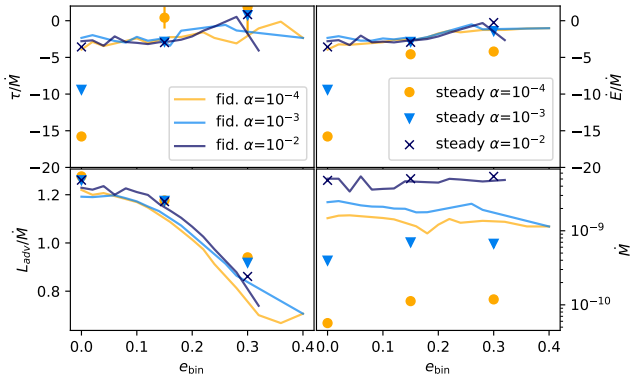 0
−5
−10
−15
−20
τ/Ṁ
fid. α=10⁻⁴
fid. α=10⁻³
fid. α=10⁻²
0
−5
−10
−15
−20
Ė/Ṁ
steady α=10⁻⁴
steady α=10⁻³
steady α=10⁻²
1.2
1.0
0.8
L_adv/Ṁ
0.0 0.1 0.2 0.3 0.4
e_bin
10⁻⁹
10⁻¹⁰
Ṁ
0.0 0.1 0.2 0.3 0.4
e_bin